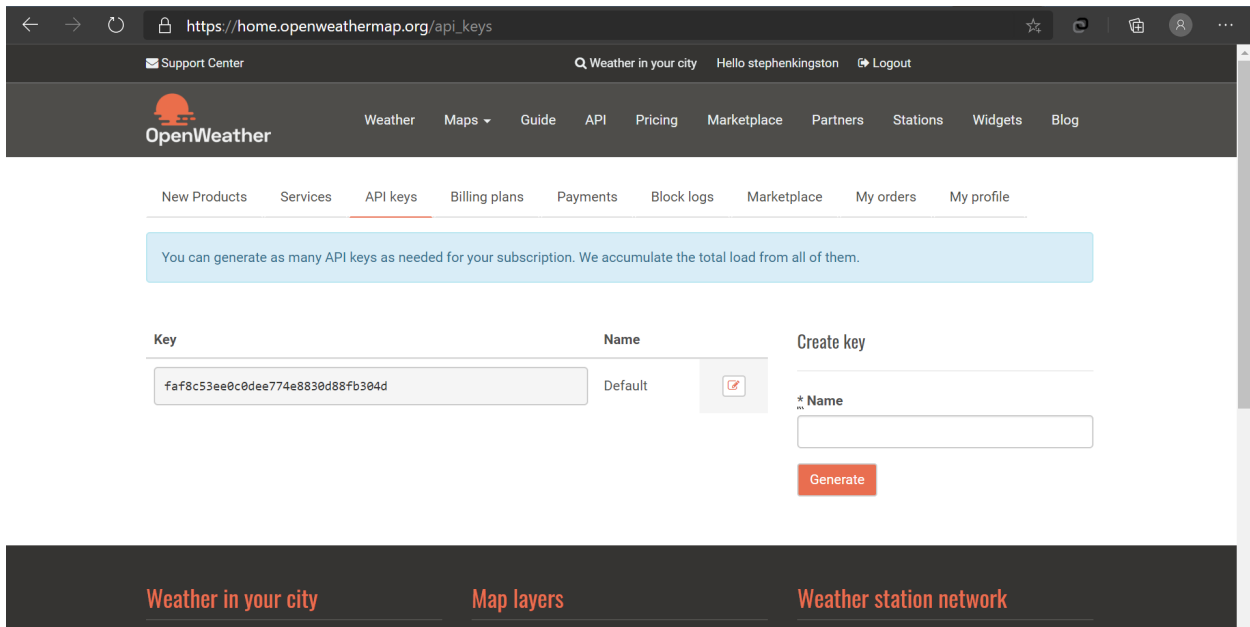 https://home.openweathermap.org/api_keys
Support Center
Weather in your city Hello stephenkingston Logout
OpenWeather
Weather Maps Guide API Pricing Marketplace Partners Stations Widgets Blog
New Products Services API keys Billing plans Payments Block logs Marketplace My orders My profile
You can generate as many API keys as needed for your subscription. We accumulate the total load from all of them.
Key Name
Create key
faf8c53ee0c0dee774e8830d88fb304d Default
* Name
Generate
Weather in your city Map layers Weather station network